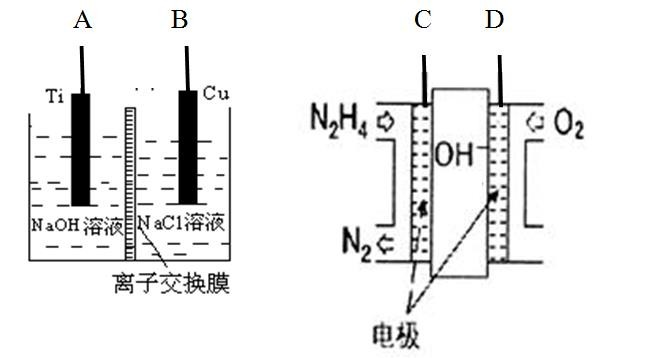 A B
Ti Cu
NaOH溶液 NaCl溶液
离子交换膜
C D
N₂H₄ OH⁻ O₂
N₂
电极